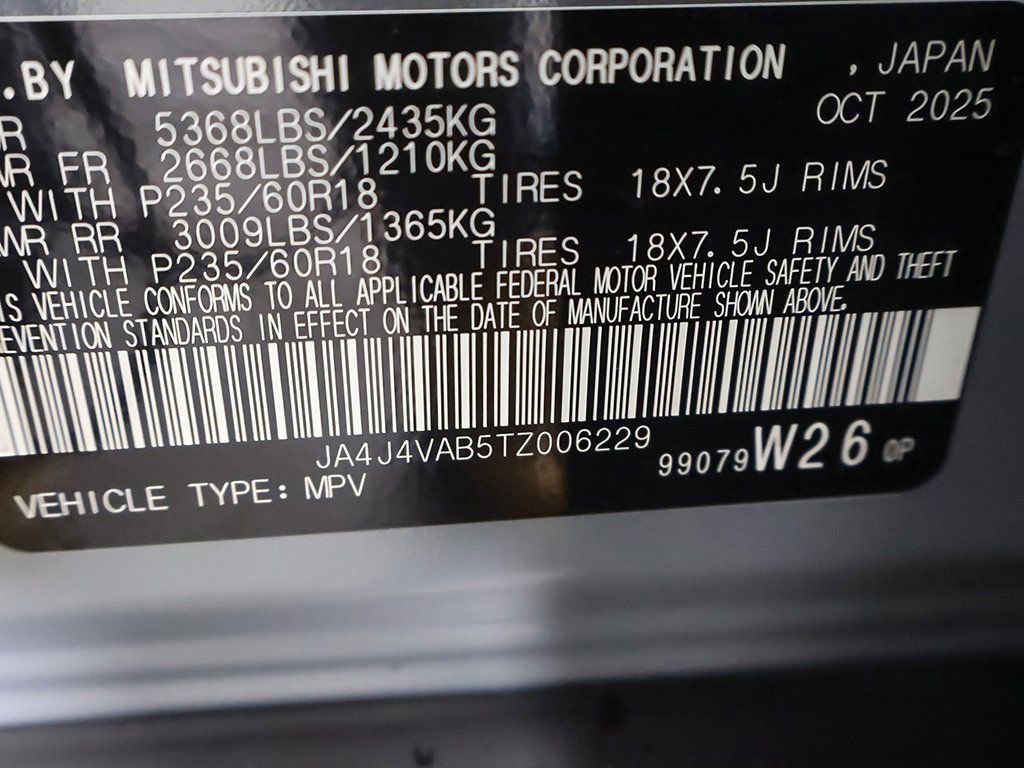 .BY MITSUBISHI MOTORS CORPORATION , JAPAN
OCT 2025
R 5368LBS/2435KG
WR FR 2668LBS/1210KG
WITH P235/60R18 TIRES 18X7.5J RIMS
WR RR 3009LBS/1365KG
WITH P235/60R18 TIRES 18X7.5J RIMS
IS VEHICLE CONFORMS TO ALL APPLICABLE FEDERAL MOTOR VEHICLE SAFETY AND THEFT
EVENTION STANDARDS IN EFFECT ON THE DATE OF MANUFACTURE SHOWN ABOVE.
JA4J4VAB5TZ006229
99079 W26 0P
VEHICLE TYPE: MPV